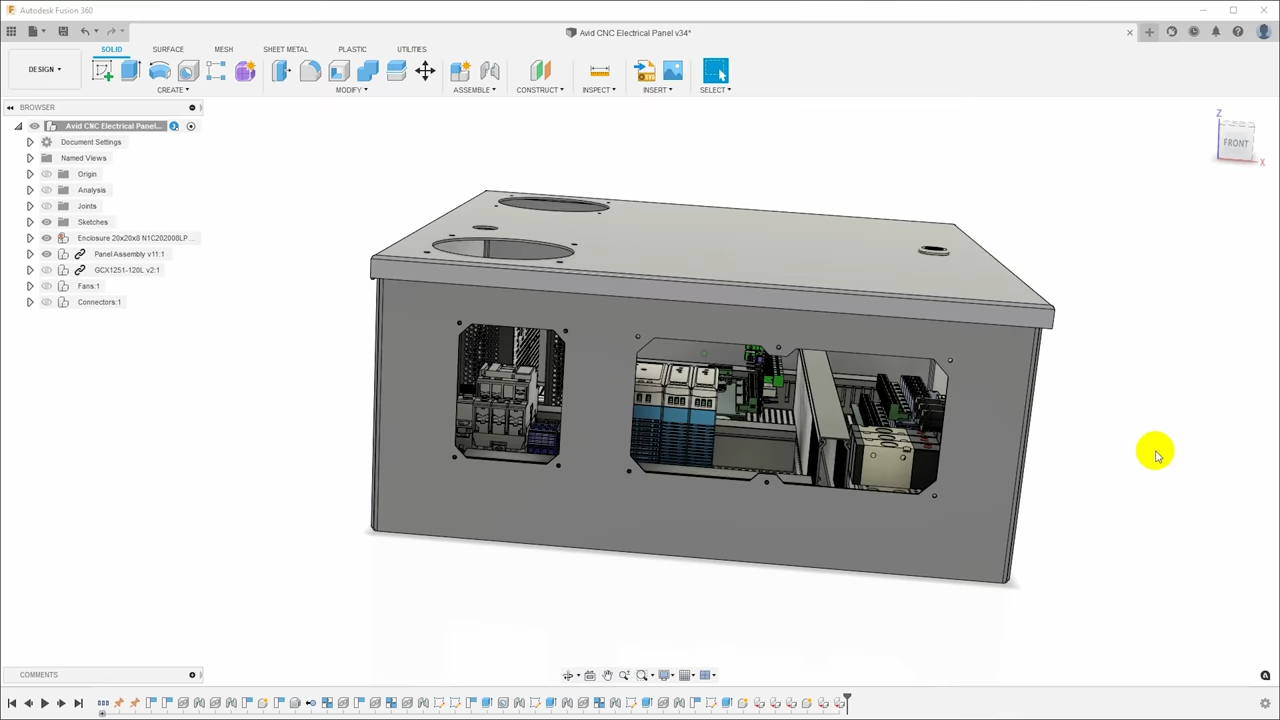 Autodesk Fusion 360
Avid CNC Electrical Panel v34*
SOLID SURFACE MESH SHEET METAL PLASTIC UTILITIES
DESIGN
CREATE MODIFY ASSEMBLE CONSTRUCT INSPECT INSERT SELECT
BROWSER
Avid CNC Electrical Panel...
Document Settings
Named Views
Origin
Analysis
Joints
Sketches
Enclosure 20x20x8 N1C202008LP ...
Panel Assembly v11:1
GCX1251-120L v2:1
Fans:1
Connectors:1
Z
FRONT
X
COMMENTS